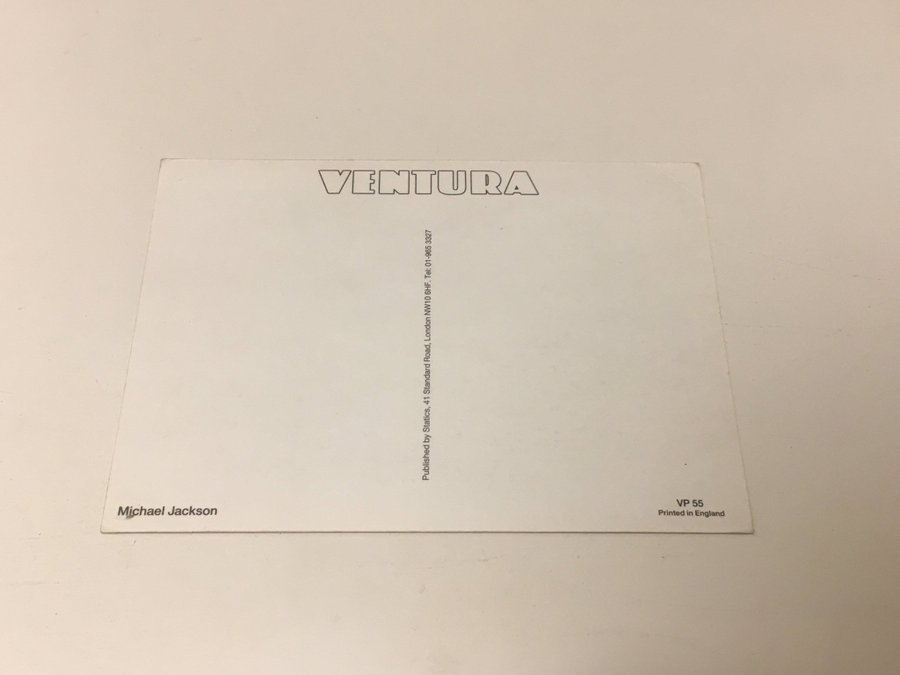 VENTURA
Published by Statics, 41 Standard Road, London NW10 6HF. Tel: 01-965 3327
Michael Jackson
VP 55
Printed in England